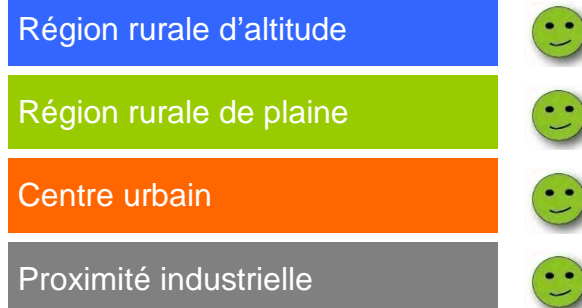 Région rurale d’altitude
Région rurale de plaine
Centre urbain
Proximité industrielle